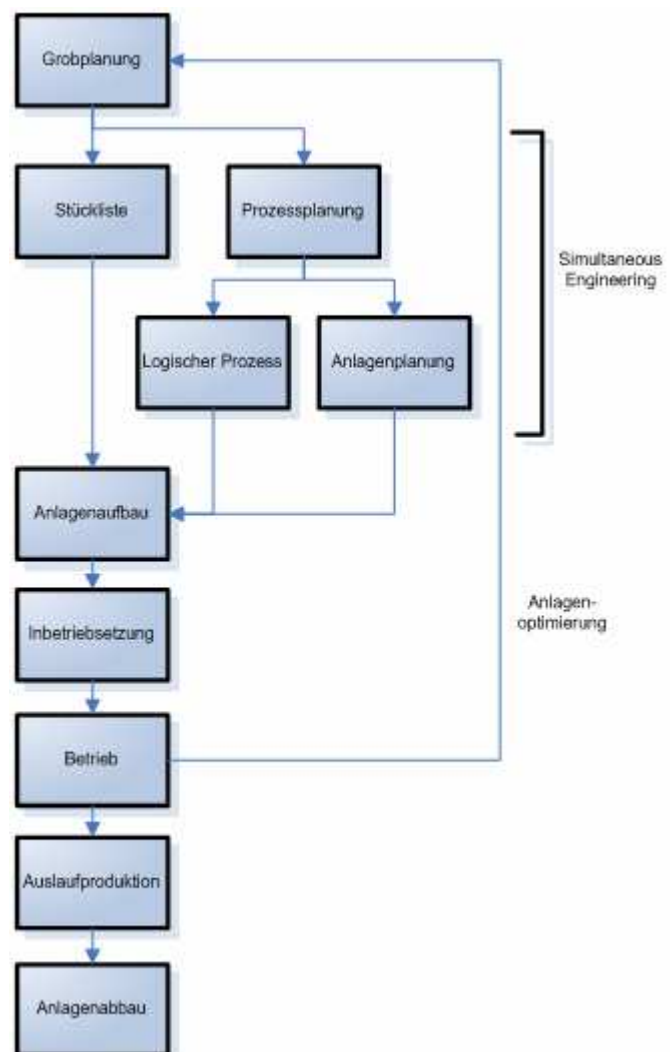 Grobplanung
Stückliste
Prozessplanung
Simultaneous
Engineering
Logischer Prozess
Anlagenplanung
Anlagenaufbau
Inbetriebsetzung
Anlagen-
optimierung
Betrieb
Auslaufproduktion
Anlagenabbau